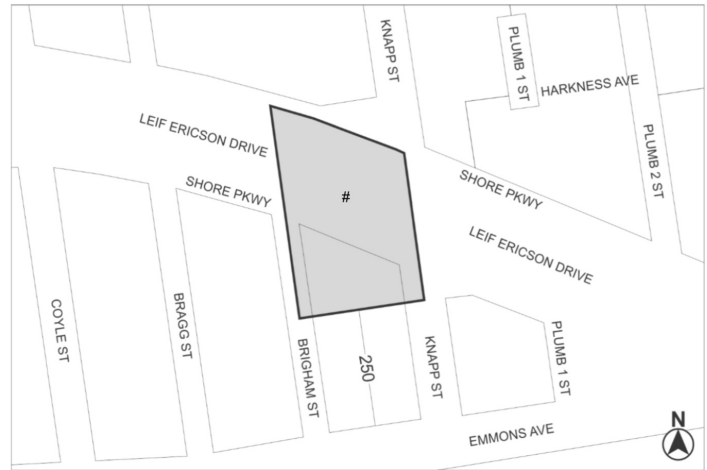 KNAPP ST
PLUMB 1 ST
HARKNESS AVE
LEIF ERICSON DRIVE
PLUMB 2 ST
SHORE PKWY
SHORE PKWY
#
LEIF ERICSON DRIVE
COYLE ST
BRAGG ST
BRIGHAM ST
250
KNAPP ST
PLUMB 1 ST
EMMONS AVE
N